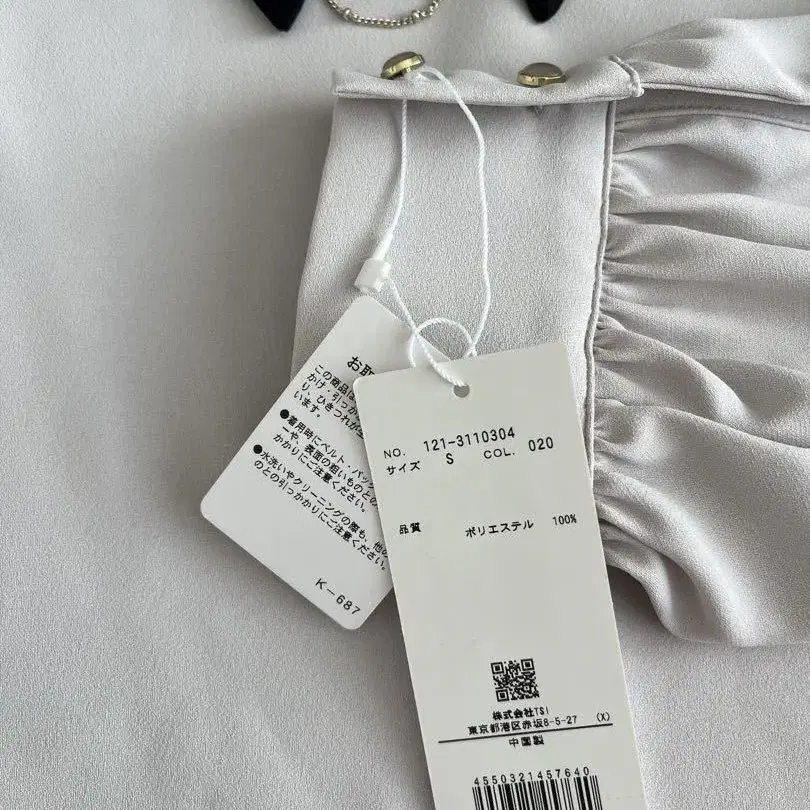 お取
この商品は
かけ・引っか
り、ひきつれが
います。
●着用時にベルト・バッ
ーや、表面の粗いものとの
かかりにご注意ください。
●水洗いやクリーニングの際も、他の
のとの引っかかりにご注意ください。
K-687
NO. 121-3110304
サイズ S COL. 020
品質 ポリエステル 100%
株式会社TSI
東京都港区赤坂8-5-27 (X)
中国製
4550321457640